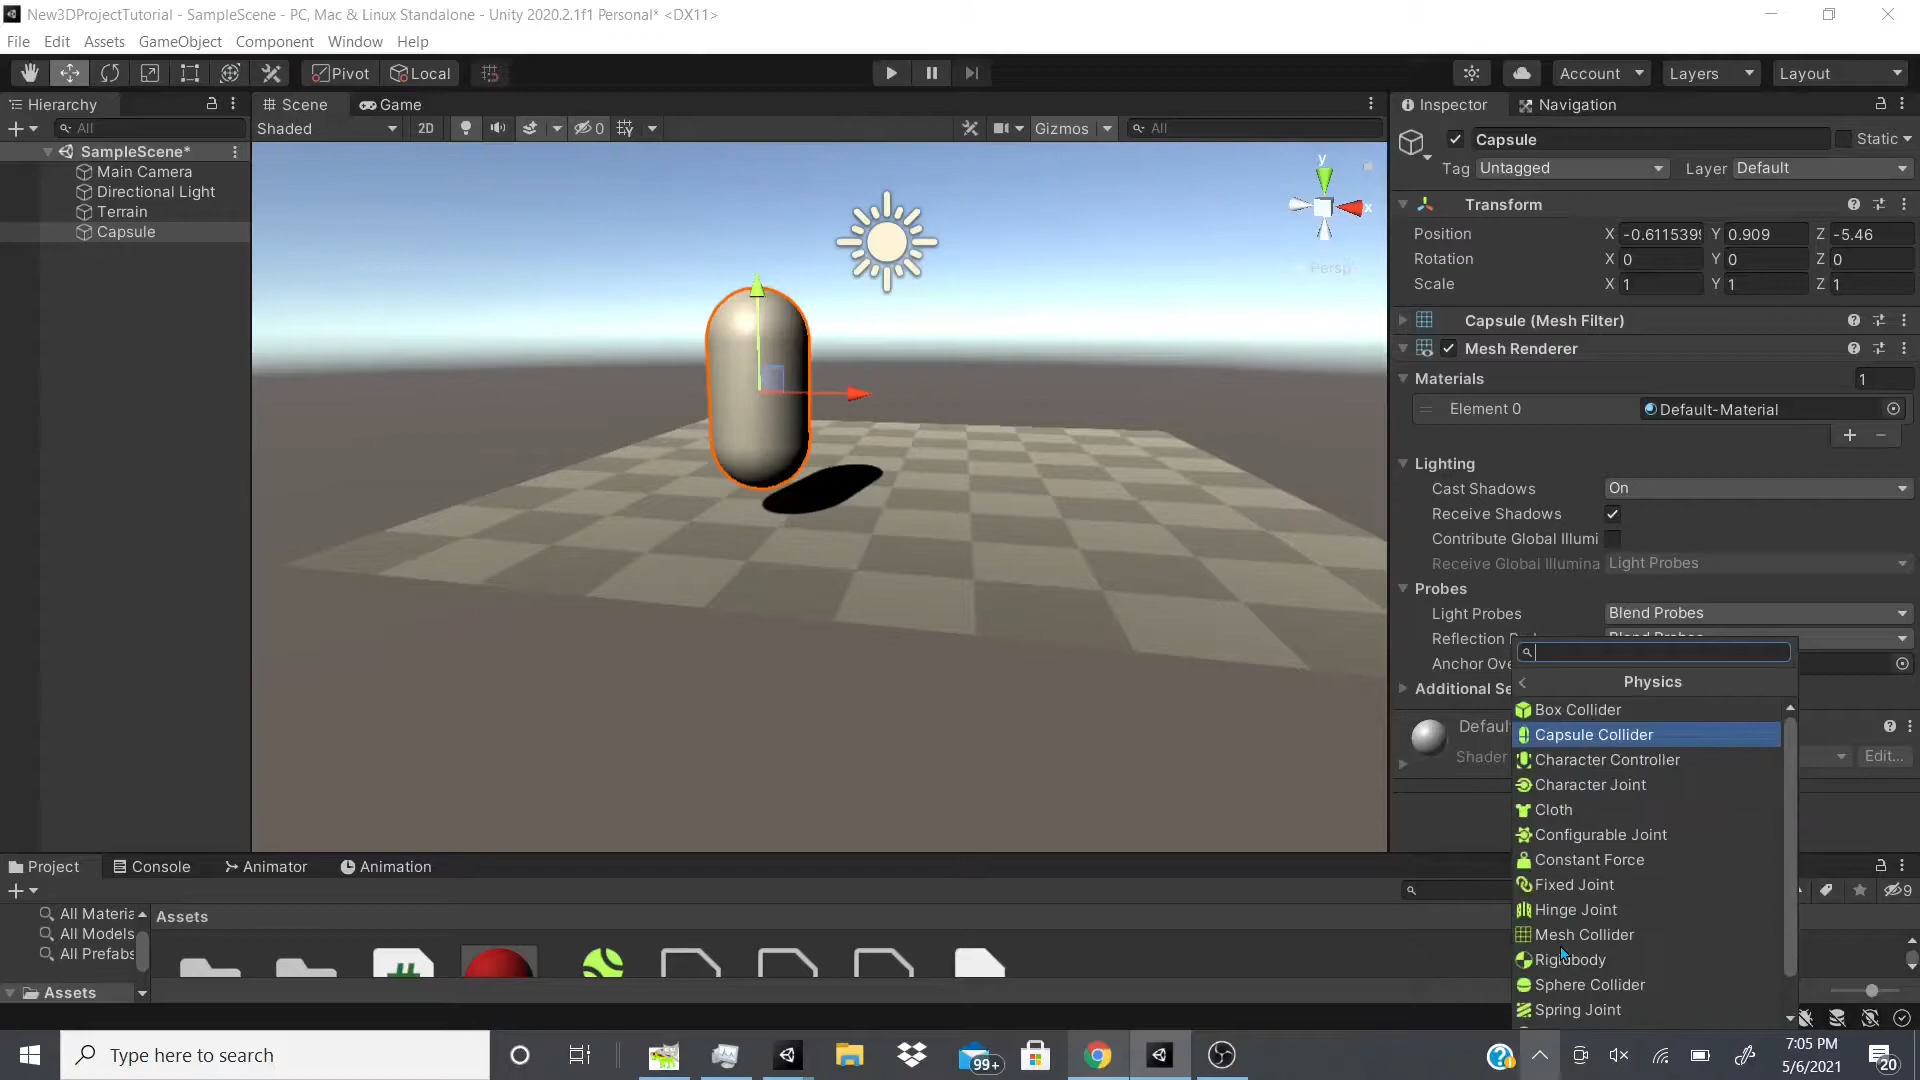 New3DProjectTutorial - SampleScene - PC, Mac & Linux Standalone - Unity 2020.2.1f1 Personal* <DX11>
File Edit Assets GameObject Component Window Help
Pivot Local Account Layers Layout
Hierarchy
All
SampleScene*
Main Camera
Directional Light
Terrain
Capsule
Scene Game
Shaded 2D 0 Gizmos All
y
x
Persp
Inspector Navigation
Capsule Static
Tag Untagged Layer Default
Transform
Position X -0.6115399 Y 0.909 Z -5.46
Rotation X 0 Y 0 Z 0
Scale X 1 Y 1 Z 1
Capsule (Mesh Filter)
Mesh Renderer
Materials 1
Element 0 Default-Material
Lighting
Cast Shadows On
Receive Shadows
Contribute Global Illumi
Receive Global Illumina Light Probes
Probes
Light Probes Blend Probes
Reflection
Anchor Ove
Additional Se
Defaul
Shader Edit...
Physics
Box Collider
Capsule Collider
Character Controller
Character Joint
Cloth
Configurable Joint
Constant Force
Fixed Joint
Hinge Joint
Mesh Collider
Rigidbody
Sphere Collider
Spring Joint
Project Console Animator Animation
9
All Materia
All Models
All Prefabs
Assets
Assets
Type here to search
99+
7:05 PM
5/6/2021
20